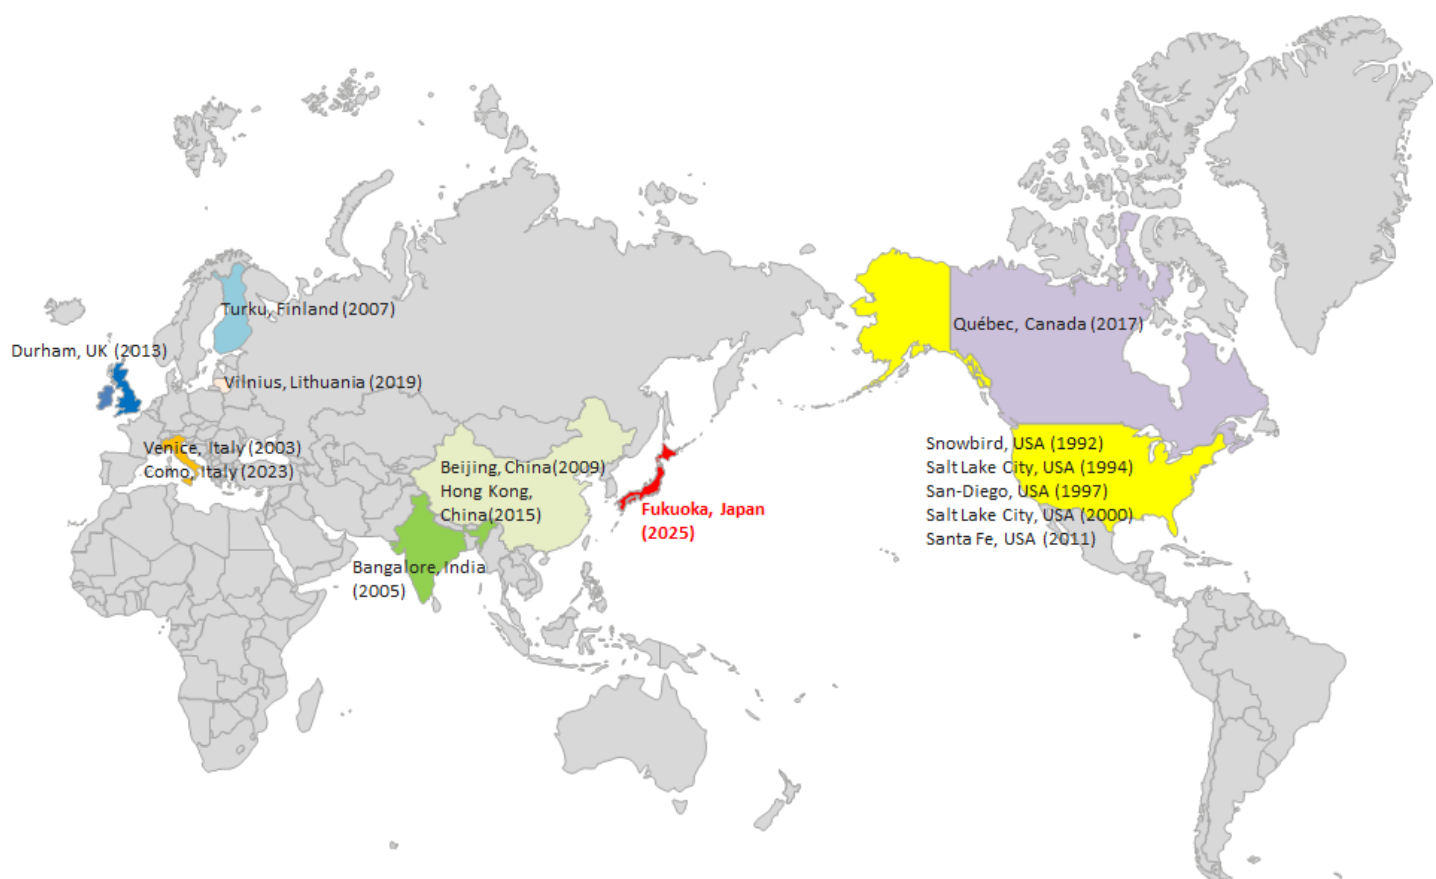 Turku, Finland (2007)
Québec, Canada (2017)
Durham, UK (2013)
Vilnius, Lithuania (2019)
Venice, Italy (2003)
Como, Italy (2023)
Beijing, China(2009)
Hong Kong,
China(2015)
Fukuoka, Japan
(2025)
Bangalore, India
(2005)
Snowbird, USA (1992)
Salt Lake City, USA (1994)
San-Diego, USA (1997)
Salt Lake City, USA (2000)
Santa Fe, USA (2011)